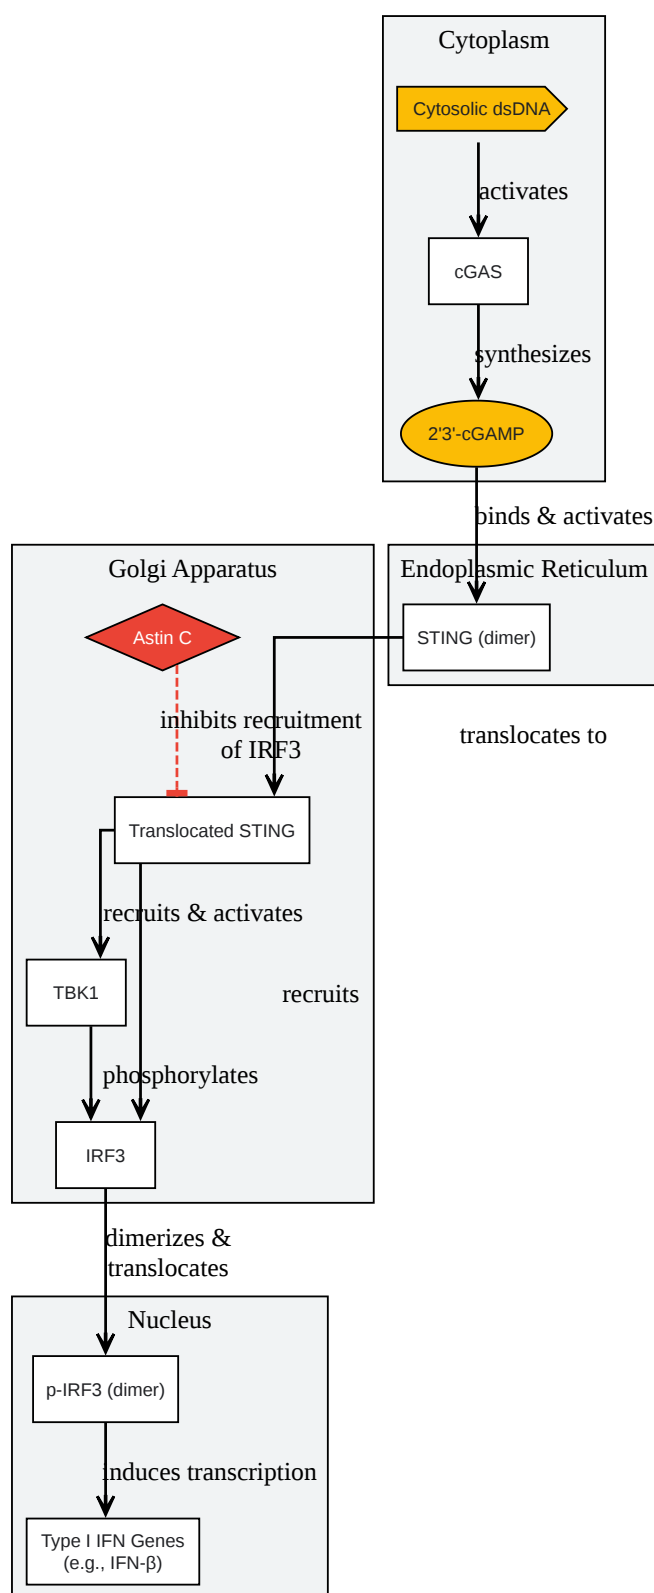 Cytoplasm
Cytosolic dsDNA
activates
cGAS
synthesizes
2'3'-cGAMP
binds & activates
Golgi Apparatus
Endoplasmic Reticulum
Astin C
STING (dimer)
inhibits recruitment
of IRF3
translocates to
Translocated STING
recruits & activates
TBK1
recruits
phosphorylates
IRF3
dimerizes &
translocates
Nucleus
p-IRF3 (dimer)
induces transcription
Type I IFN Genes
(e.g., IFN-β)